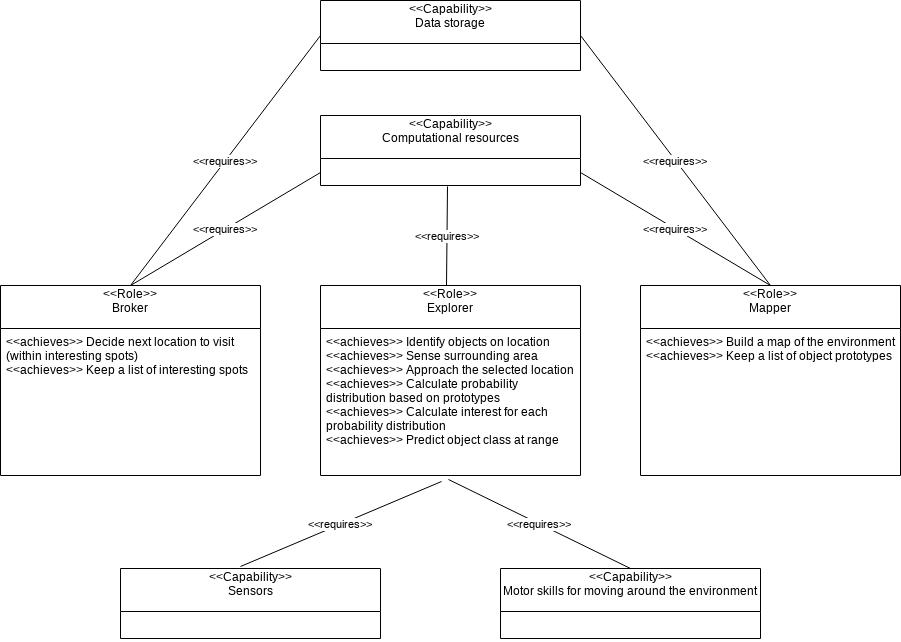 <<Capability>>
Data storage
<<Capability>>
Computational resources
<<requires>>
<<requires>>
<<requires>>
<<requires>>
<<requires>>
<<Role>>
Broker
<<achieves>> Decide next location to visit
(within interesting spots)
<<achieves>> Keep a list of interesting spots
<<Role>>
Explorer
<<achieves>> Identify objects on location
<<achieves>> Sense surrounding area
<<achieves>> Approach the selected location
<<achieves>> Calculate probability
distribution based on prototypes
<<achieves>> Calculate interest for each
probability distribution
<<achieves>> Predict object class at range
<<Role>>
Mapper
<<achieves>> Build a map of the environment
<<achieves>> Keep a list of object prototypes
<<requires>>
<<requires>>
<<Capability>>
Sensors
<<Capability>>
Motor skills for moving around the environment